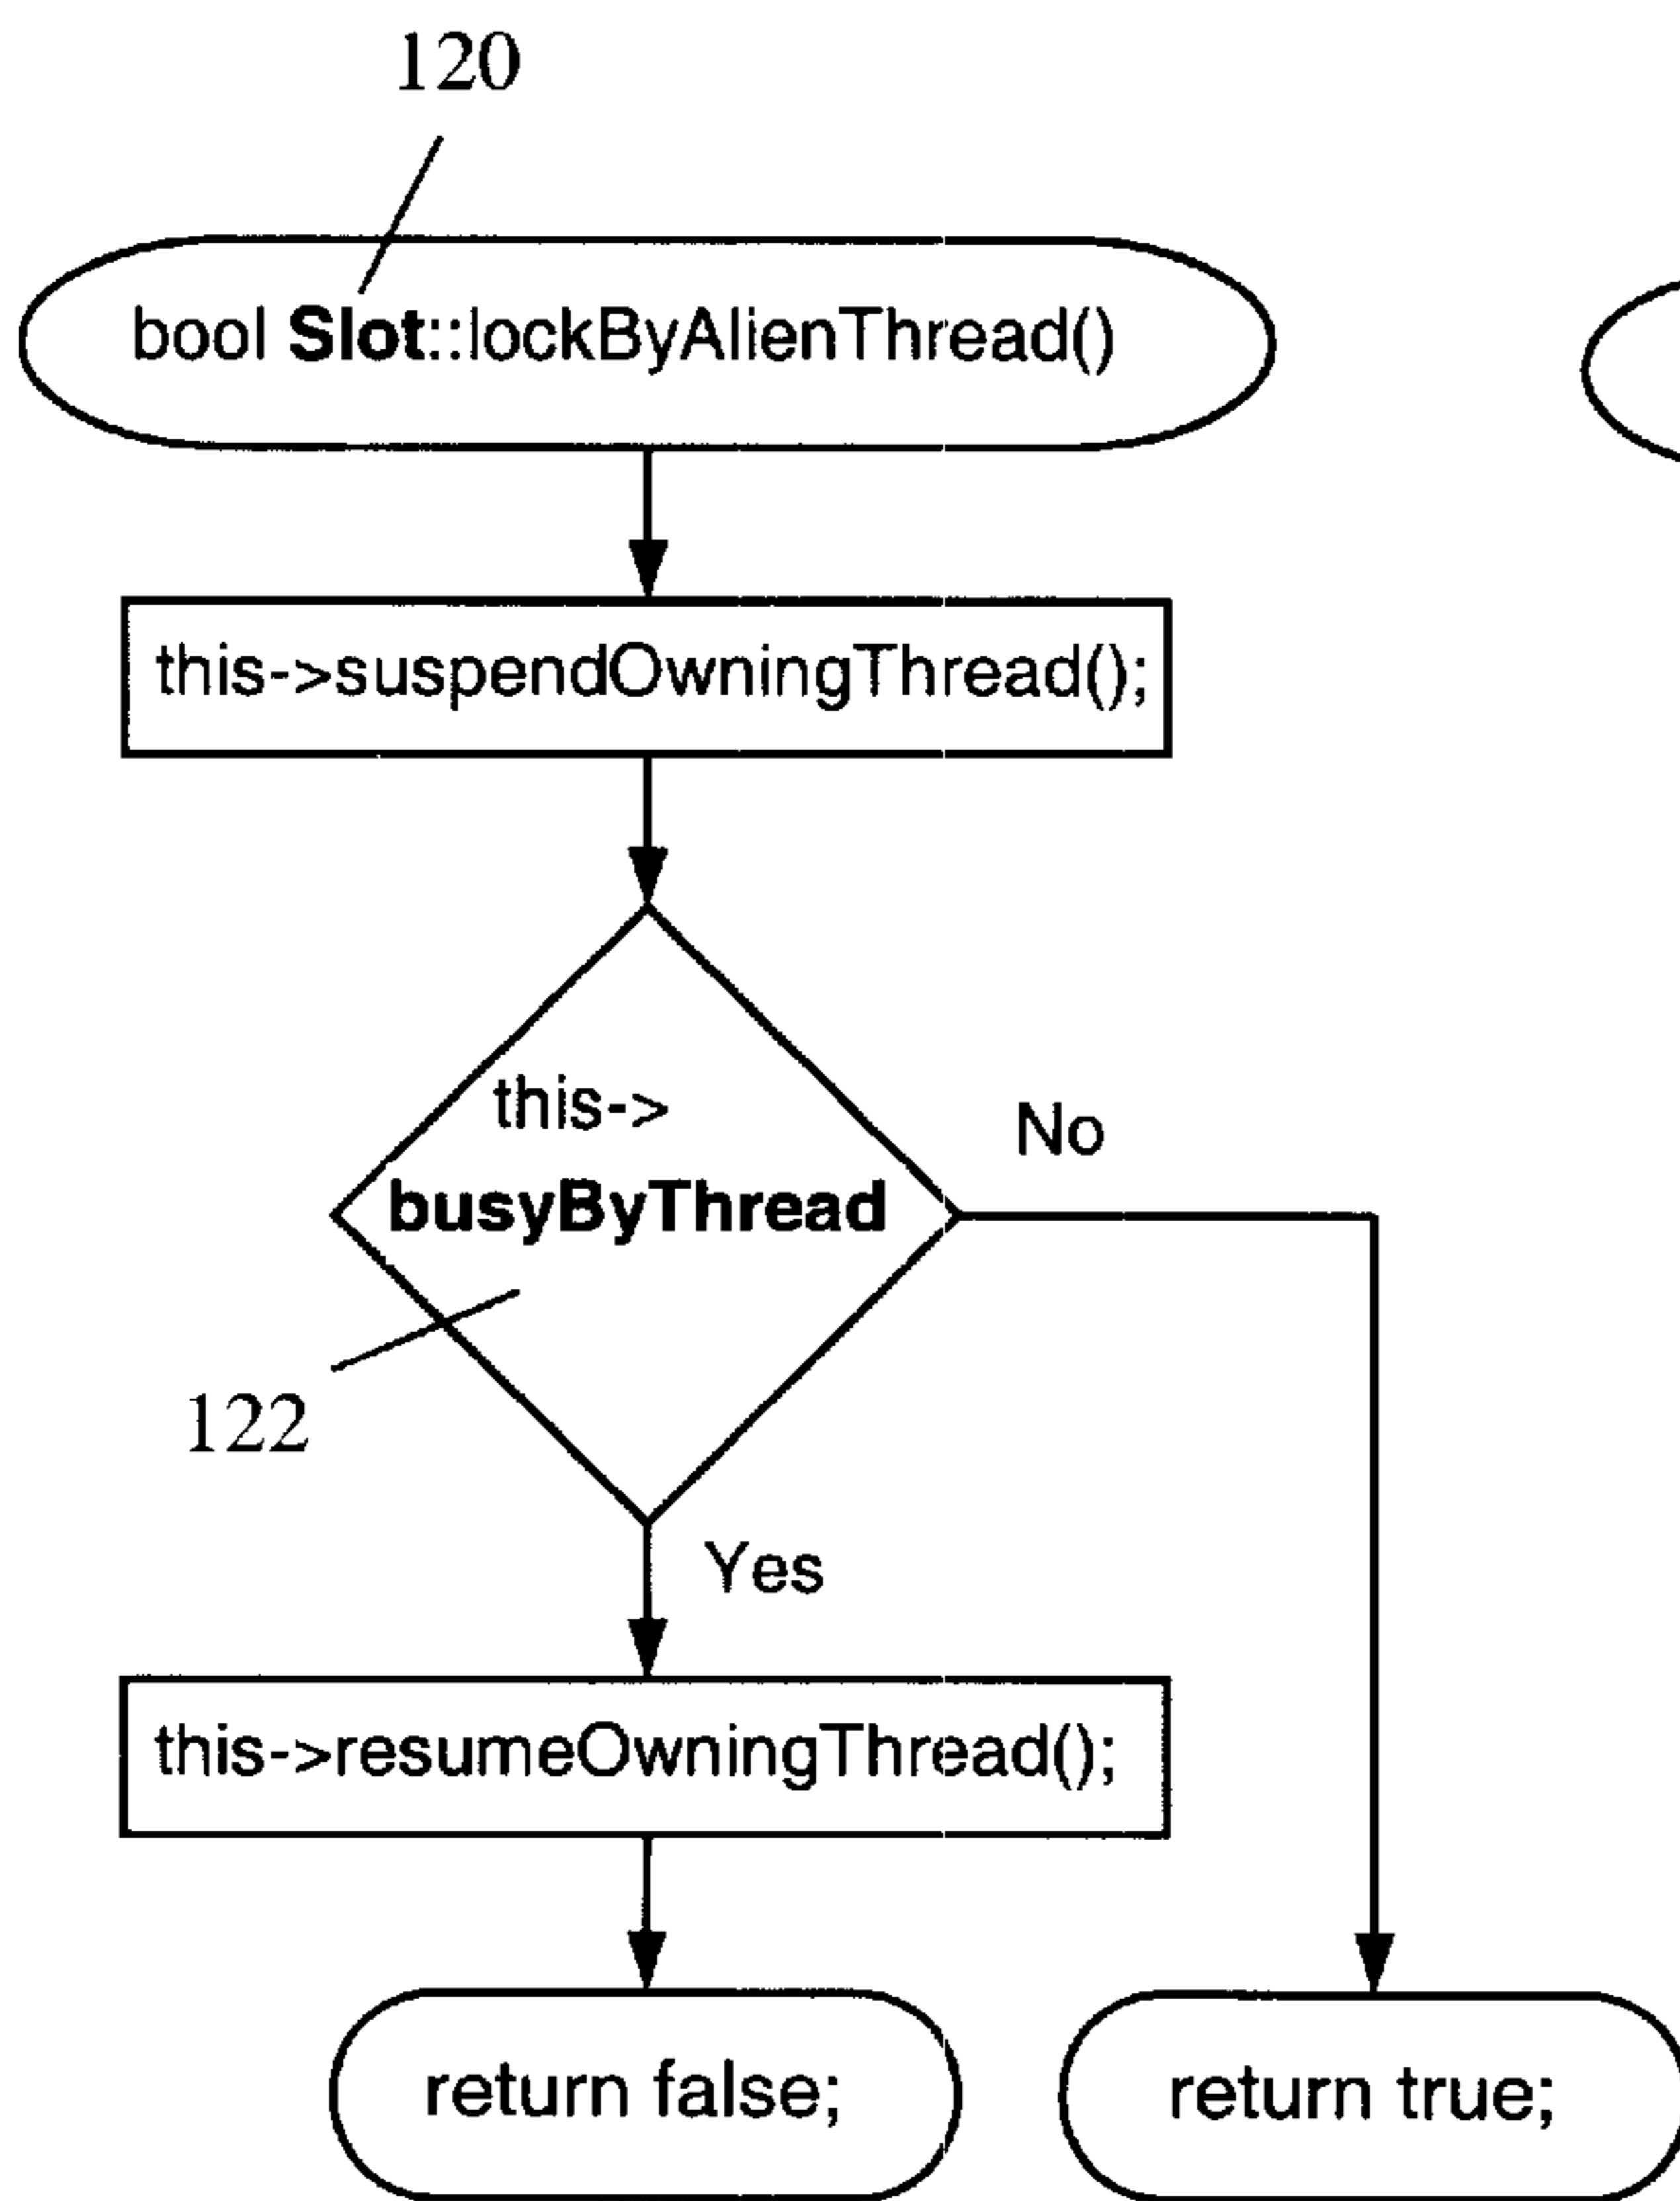 120
bool Slot::lockByAlienThread()
this->suspendOwningThread();
this->
busyByThread
No
122
Yes
this->resumeOwningThread();
return false;
return true;